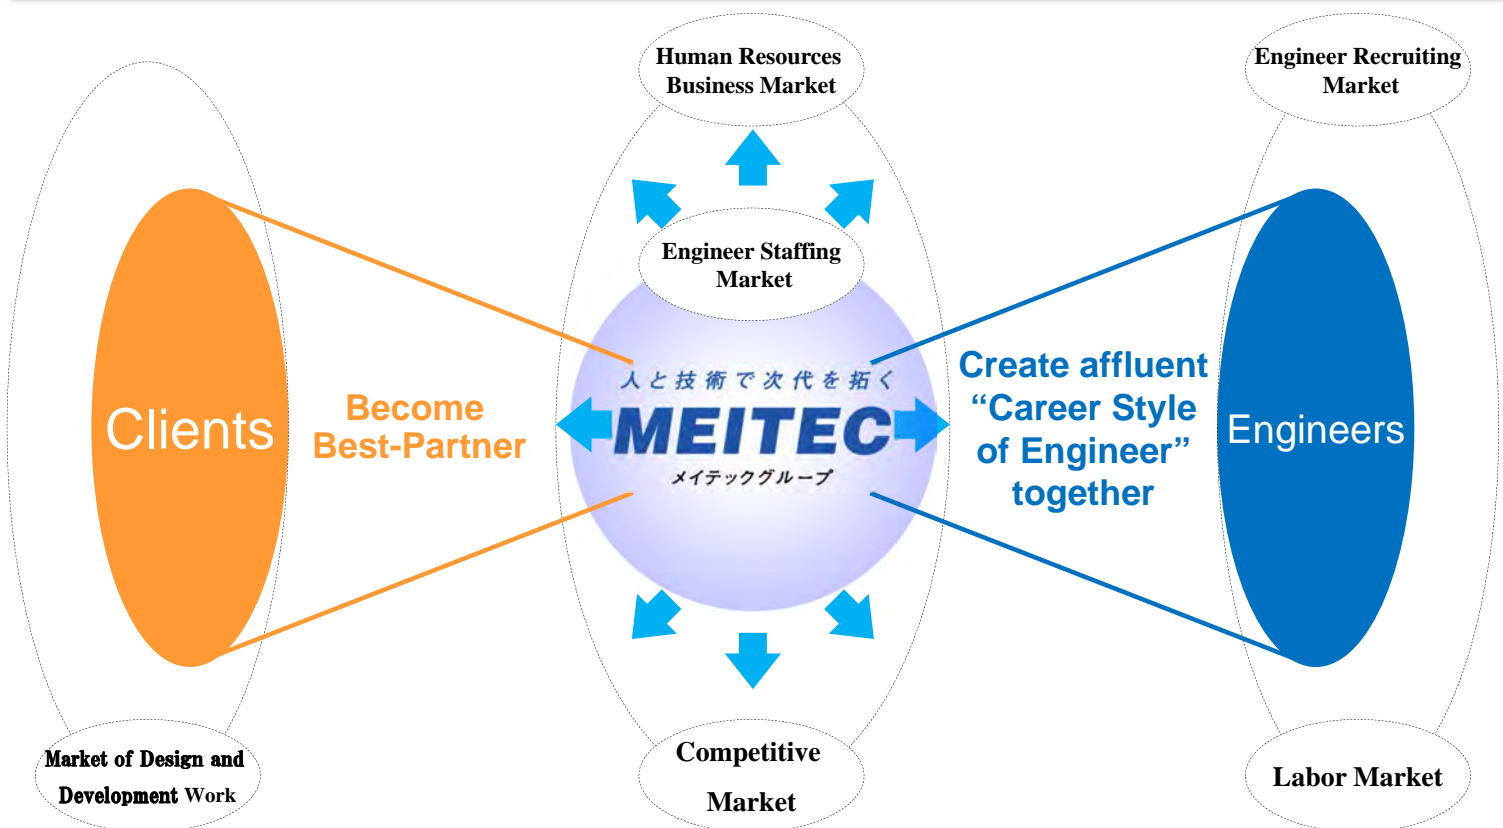 Human Resources
Business Market
Engineer Recruiting
Market
Engineer Staffing
Market
人と技術で次代を拓く
MEITEC
メイテックグループ
Clients
Become
Best-Partner
Create affluent
“Career Style
of Engineer”
together
Engineers
Market of Design and
Development Work
Competitive
Market
Labor Market